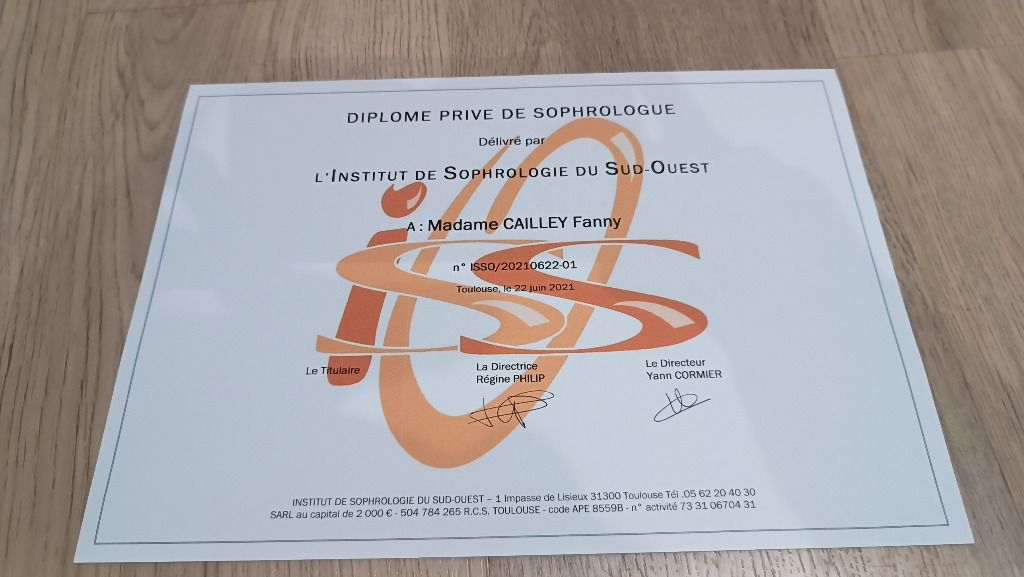 DIPLOME PRIVE DE SOPHROLOGUE
Délivré par
L'INSTITUT DE SOPHROLOGIE DU SUD-OUEST
A : Madame CAILLEY Fanny
n° ISSO/20210622-01
Toulouse, le 22 juin 2021
Le Titulaire
La Directrice
Régine PHILIP
Le Directeur
Yann CORMIER
INSTITUT DE SOPHROLOGIE DU SUD-OUEST – 1 Impasse de Lisieux 31300 Toulouse Tél .05 62 20 40 30
SARL au capital de 2 000 € - 504 784 265 R.C.S. TOULOUSE - code APE 8559B - n° activité 73 31 06704 31